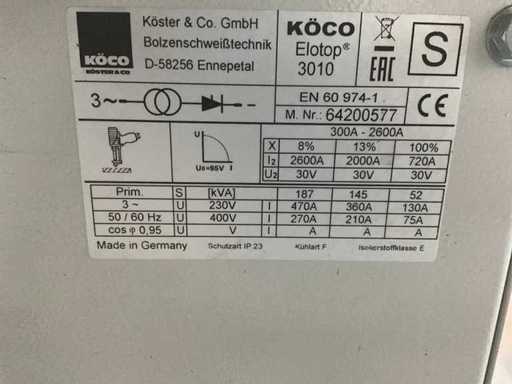 KÖCO
KÖSTER & CO
Köster & Co. GmbH
Bolzenschweißtechnik
D-58256 Ennepetal
KÖCO
Elotop®
3010
EAC
S
3~
EN 60 974-1
M. Nr.: 64200577
CE
300A - 2600A
U
U₀=95V I
X 8% 13% 100%
I₂ 2600A 2000A 720A
U₂ 30V 30V 30V
Prim. S [kVA] 187 145 52
3 ~ U 230V I 470A 360A 130A
50 / 60 Hz U 400V I 270A 210A 75A
cos φ 0,95 U V I A A A
Made in Germany Schutzart IP 23 Kühlart F Isolierstoffklasse E